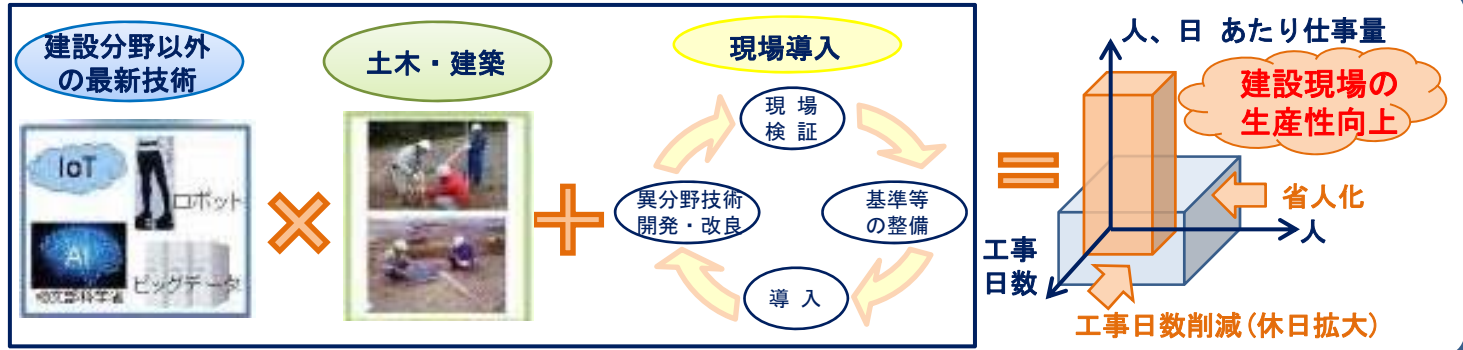 建設分野以外
の最新技術
IoT
ロボット
AI
ビッグデータ
土木・建築
現場導入
現 場
検 証
基準等
の整備
導 入
異分野技術
開発・改良
人、日 あたり仕事量
建設現場の
生産性向上
省人化
人
工事
日数
工事日数削減(休日拡大)